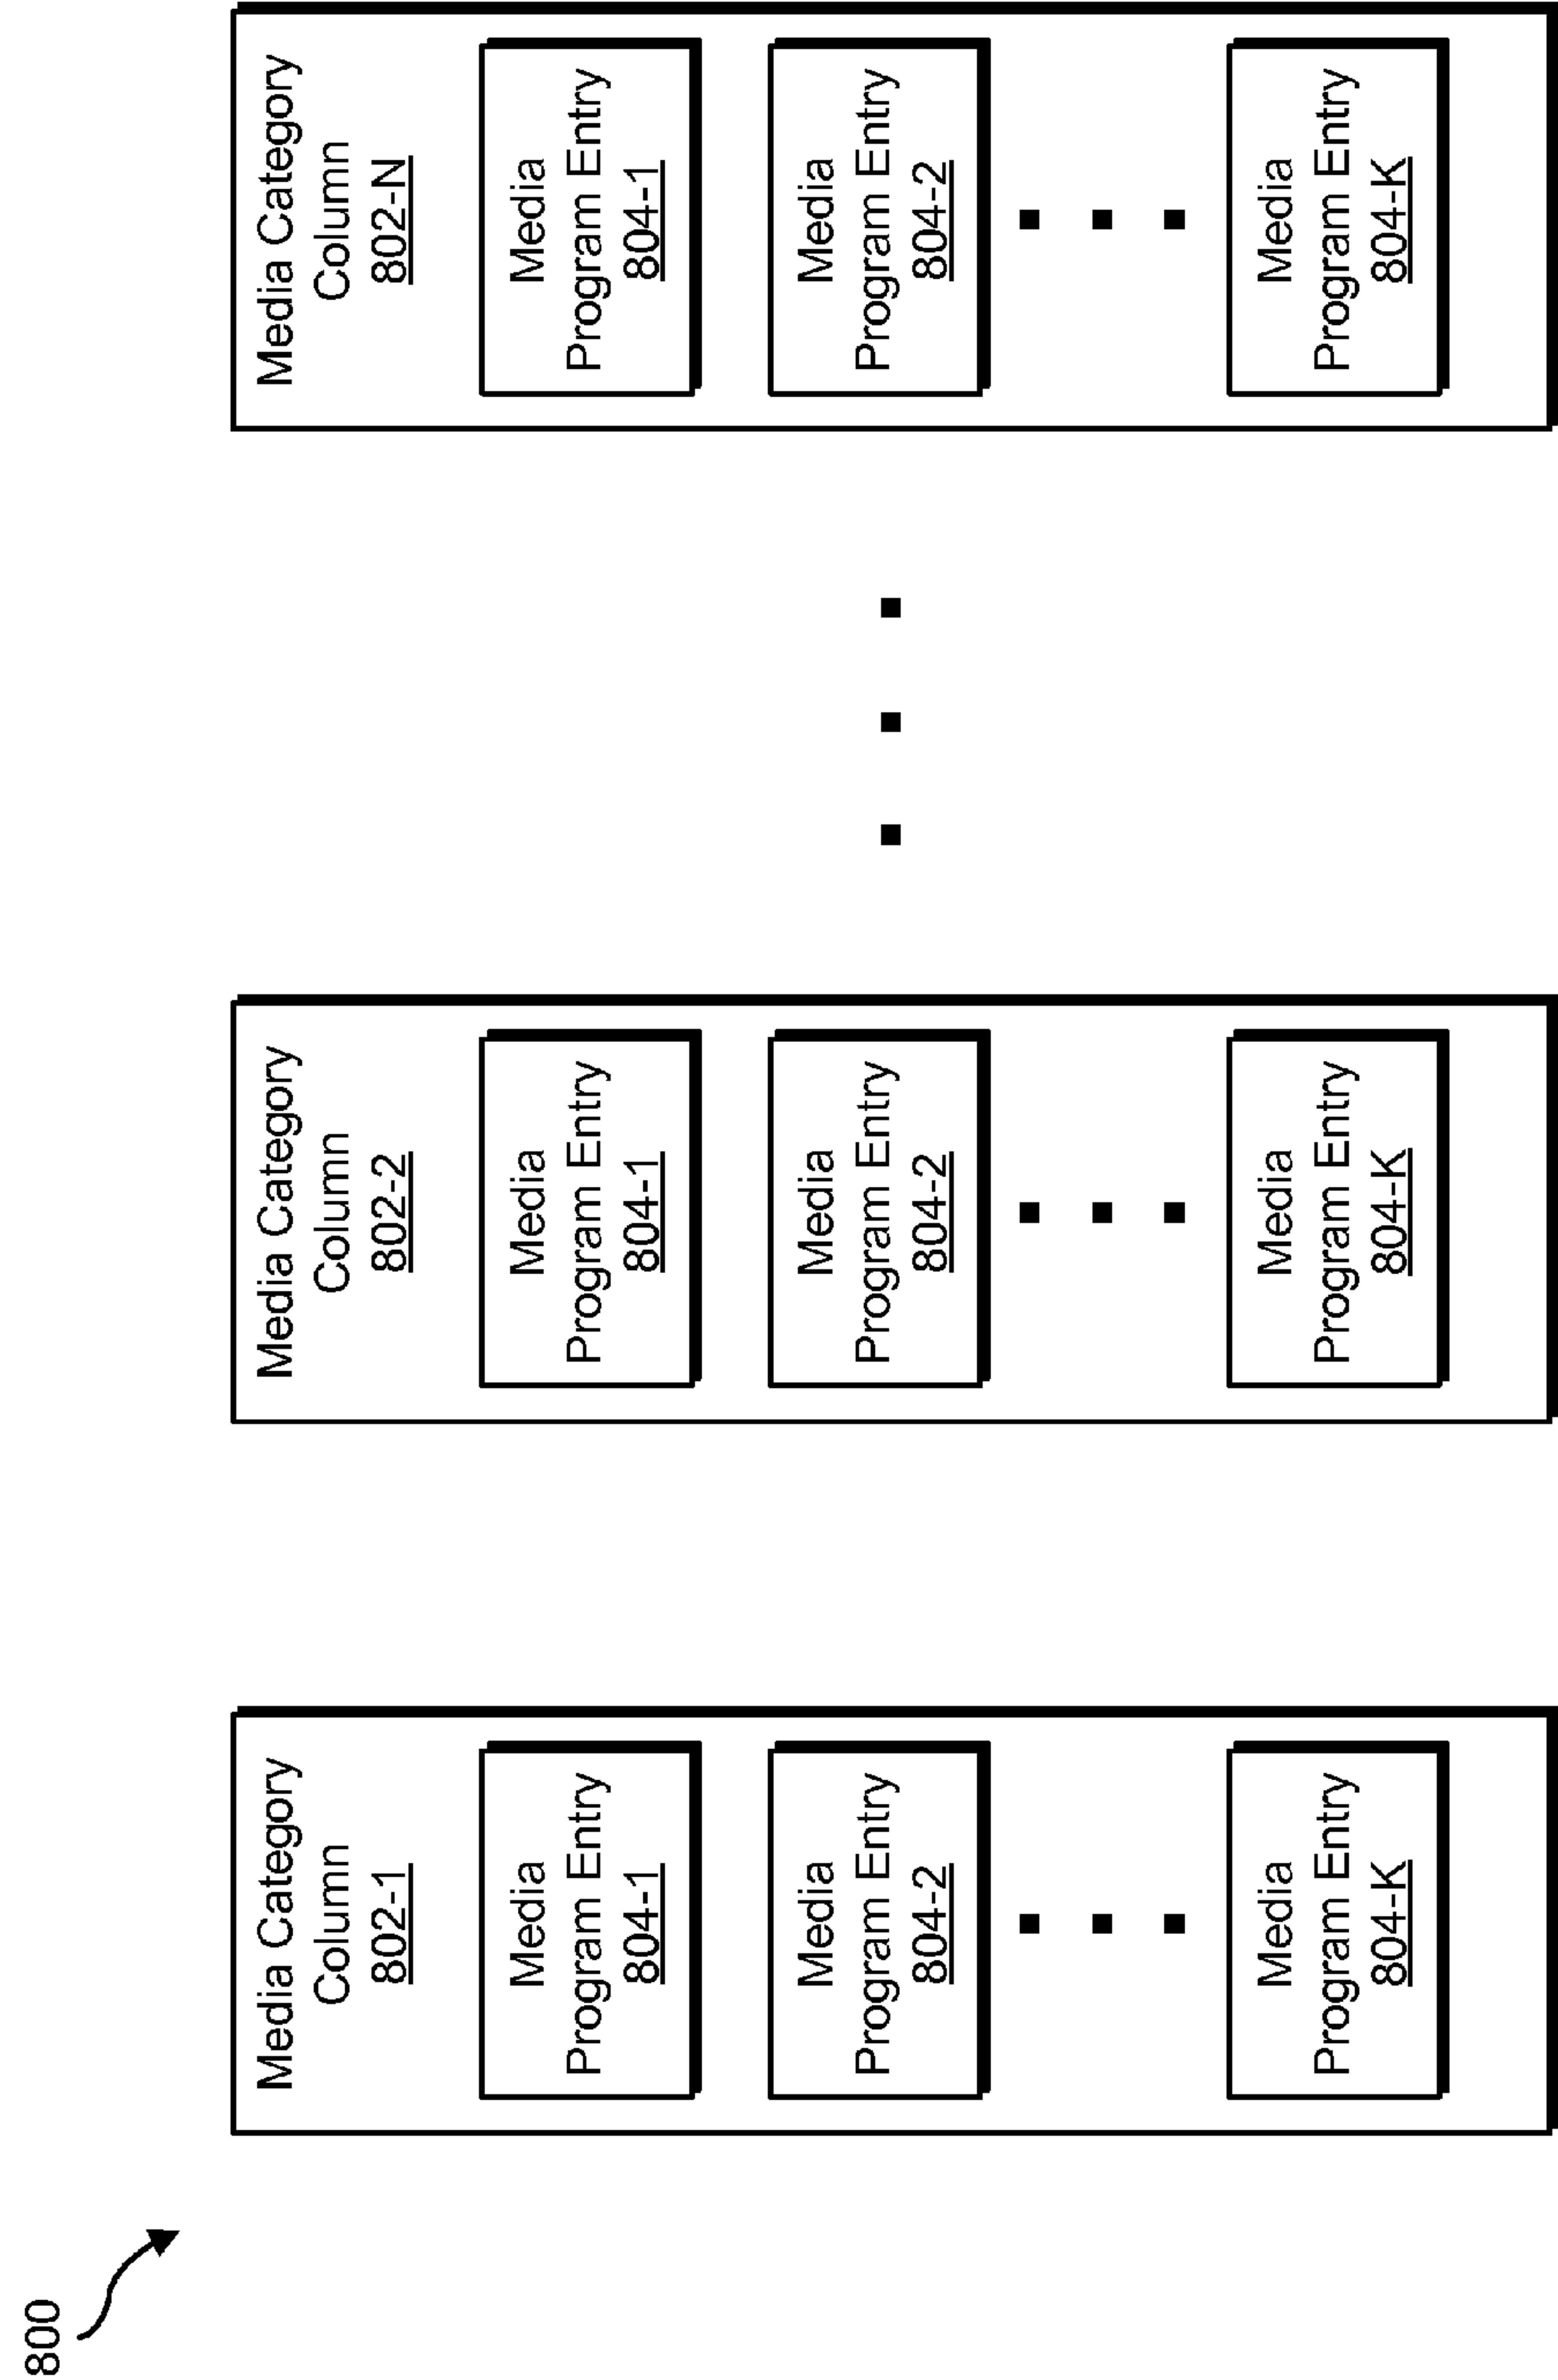 800
Media Category
Column
802-1
Media
Program Entry
804-1
Media
Program Entry
804-2
Media
Program Entry
804-K
Media Category
Column
802-2
Media
Program Entry
804-1
Media
Program Entry
804-2
Media
Program Entry
804-K
Media Category
Column
802-N
Media
Program Entry
804-1
Media
Program Entry
804-2
Media
Program Entry
804-K